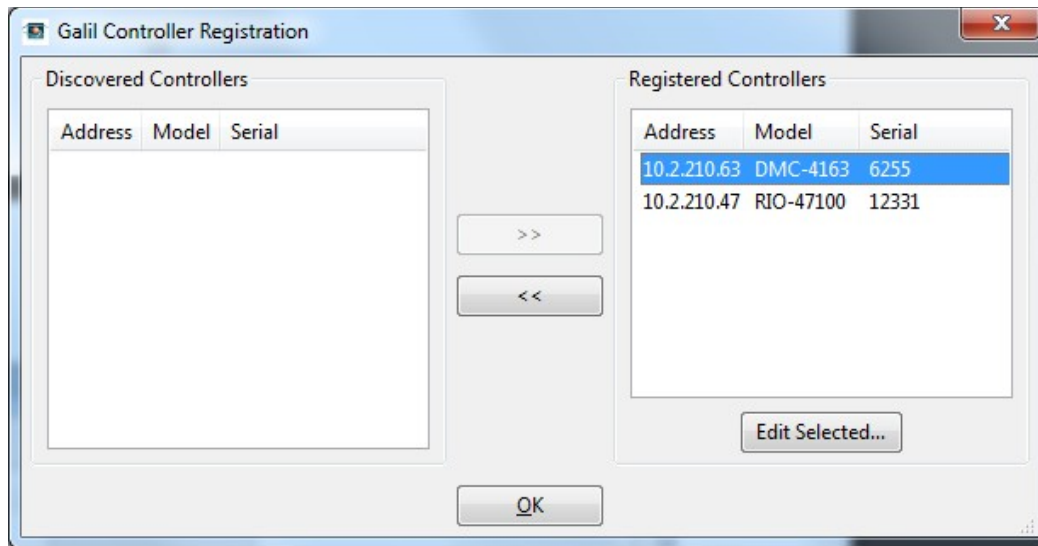 Galil Controller Registration
x
Discovered Controllers
Address Model Serial
>>
<<
Registered Controllers
Address Model Serial
10.2.210.63 DMC-4163 6255
10.2.210.47 RIO-47100 12331
Edit Selected...
OK